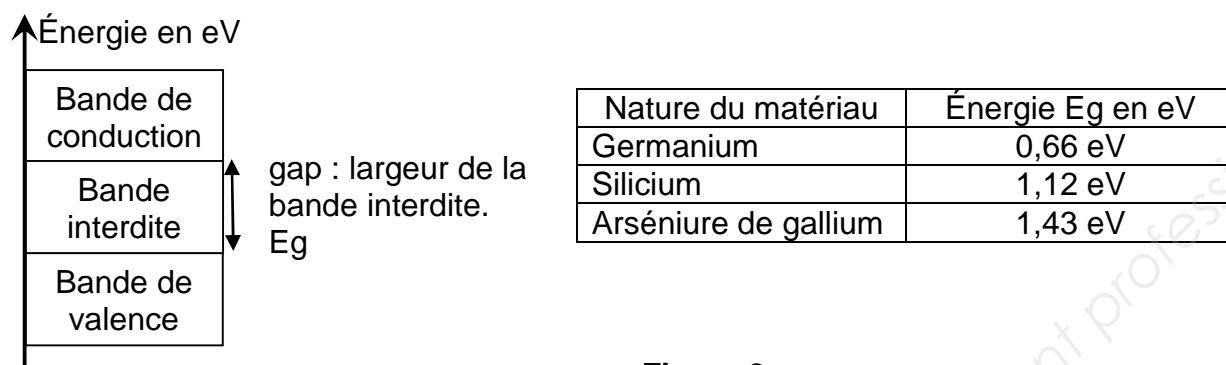 Énergie en eV
Bande de
conduction
Bande
interdite
Bande de
valence
gap : largeur de la
bande interdite.
Eg
Nature du matériau Énergie Eg en eV
Germanium 0,66 eV
Silicium 1,12 eV
Arséniure de gallium 1,43 eV